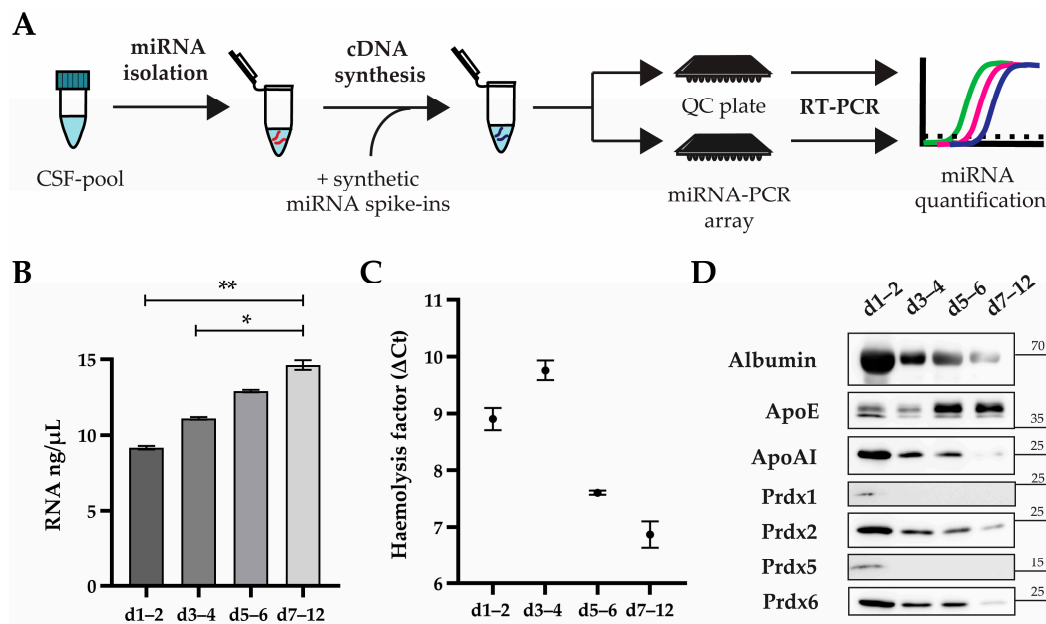 A
miRNA
isolation
cDNA
synthesis
CSF-pool
+ synthetic
miRNA spike-ins
QC plate
RT-PCR
miRNA-PCR
array
miRNA
quantification
B
**
*
RNA ng/µL
15
10
5
0
d1–2 d3–4 d5–6 d7–12
C
Haemolysis factor (ΔCt)
11
10
9
8
7
6
d1–2 d3–4 d5–6 d7–12
D
d1–2 d3–4 d5–6 d7–12
Albumin 70
ApoE 35
ApoAI 25
Prdx1 25
Prdx2 25
Prdx5 15
Prdx6 25